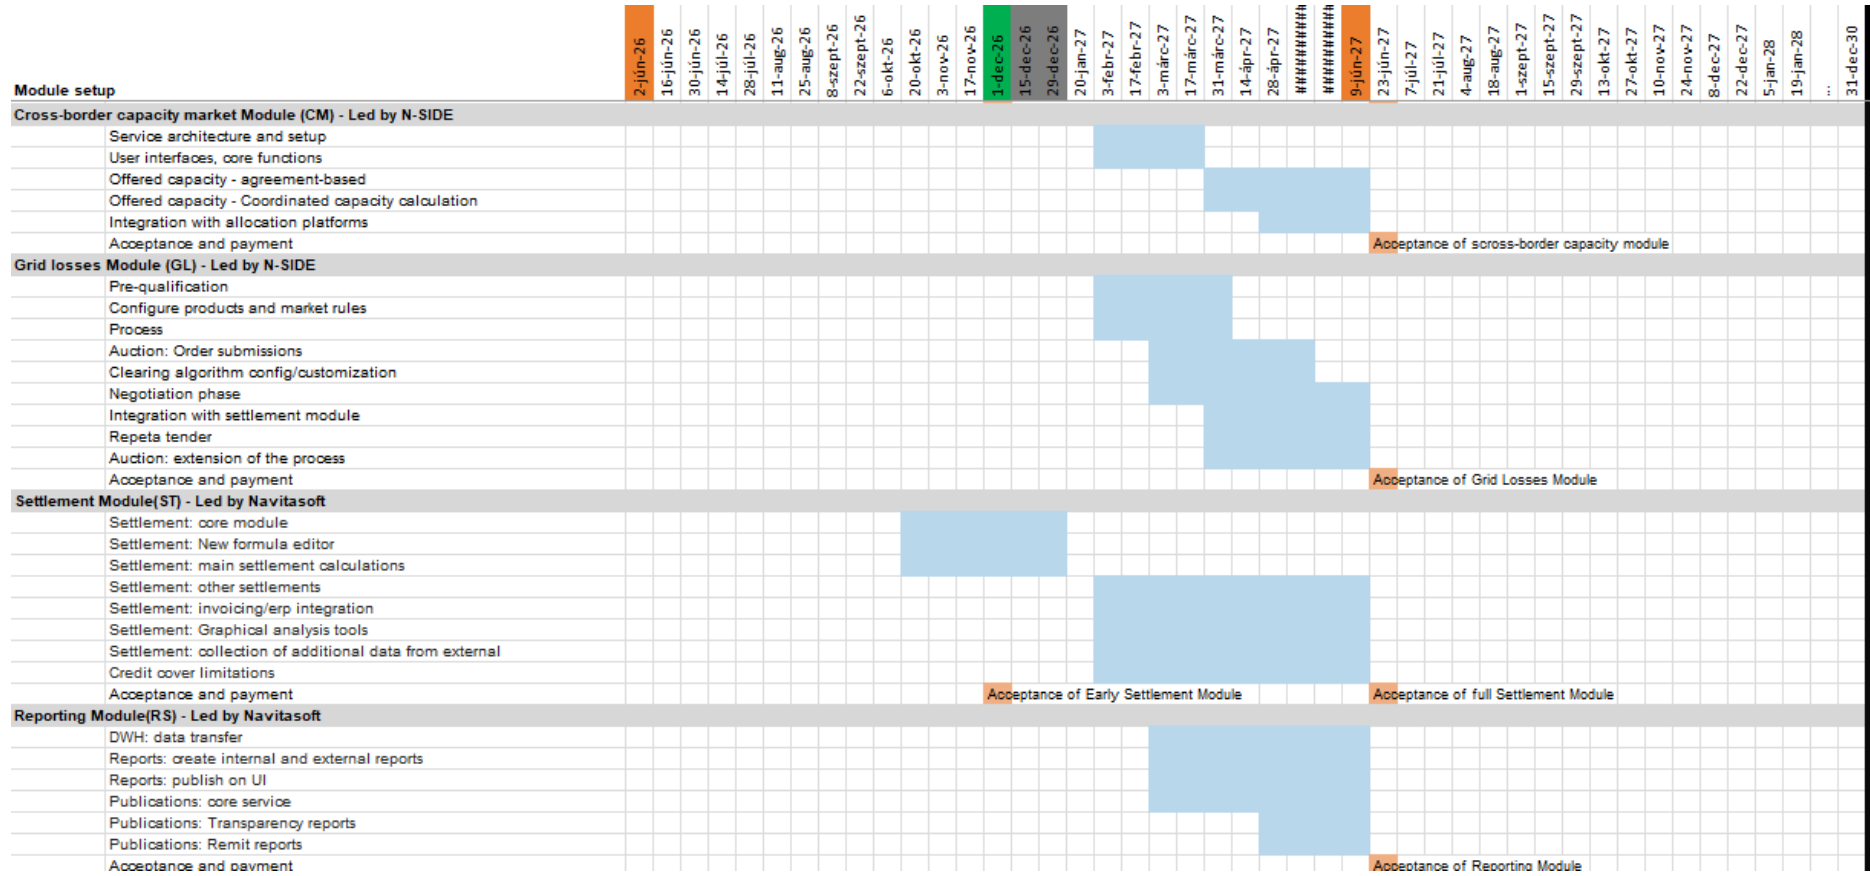 Module setup 2-jún-26 16-jún-26 30-jún-26 14-júl-26 28-júl-26 11-aug-26 25-aug-26 8-szept-26 22-szept-26 6-okt-26 20-okt-26 3-nov-26 17-nov-26 1-dec-26 15-dec-26 29-dec-26 20-jan-27 3-febr-27 17-febr-27 3-márc-27 17-márc-27 31-márc-27 14-ápr-27 28-ápr-27 ########## ########## 9-jún-27 23-jún-27 7-júl-27 21-júl-27 4-aug-27 18-aug-27 1-szept-27 15-szept-27 29-szept-27 13-okt-27 27-okt-27 10-nov-27 24-nov-27 8-dec-27 22-dec-27 5-jan-28 19-jan-28 ... 31-dec-30
Cross-border capacity market Module (CM) - Led by N-SIDE
Service architecture and setup
User interfaces, core functions
Offered capacity - agreement-based
Offered capacity - Coordinated capacity calculation
Integration with allocation platforms
Acceptance and payment Acceptance of scross-border capacity module
Grid losses Module (GL) - Led by N-SIDE
Pre-qualification
Configure products and market rules
Process
Auction: Order submissions
Clearing algorithm config/customization
Negotiation phase
Integration with settlement module
Repeta tender
Auction: extension of the process
Acceptance and payment Acceptance of Grid Losses Module
Settlement Module(ST) - Led by Navitasoft
Settlement: core module
Settlement: New formula editor
Settlement: main settlement calculations
Settlement: other settlements
Settlement: invoicing/erp integration
Settlement: Graphical analysis tools
Settlement: collection of additional data from external
Credit cover limitations
Acceptance and payment Acceptance of Early Settlement Module Acceptance of full Settlement Module
Reporting Module(RS) - Led by Navitasoft
DWH: data transfer
Reports: create internal and external reports
Reports: publish on UI
Publications: core service
Publications: Transparency reports
Publications: Remit reports
Acceptance and payment Acceptance of Reporting Module